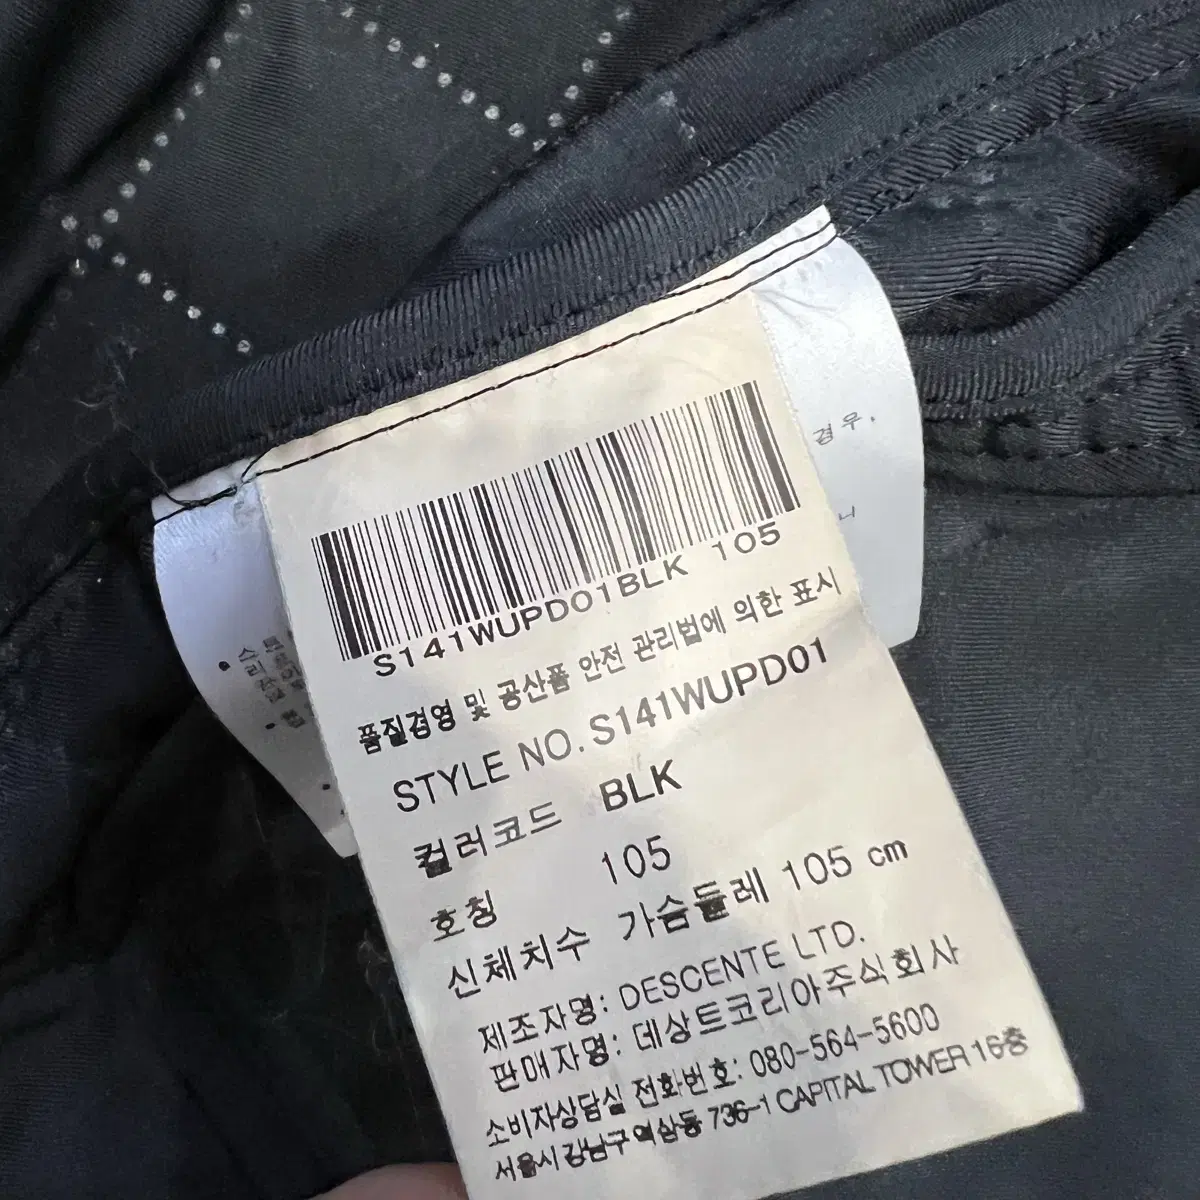 S141WUPD01BLK 105
품질경영 및 공산품 안전 관리법에 의한 표시
STYLE NO. S141WUPD01
컬러코드 BLK
호칭 105
신체치수 가슴둘레 105 cm
제조자명: DESCENTE LTD.
판매자명: 데상트코리아주식회사
소비자상담실 전화번호: 080-564-5600
서울시 강남구 역삼동 736-1 CAPITAL TOWER 16층
경우,
니